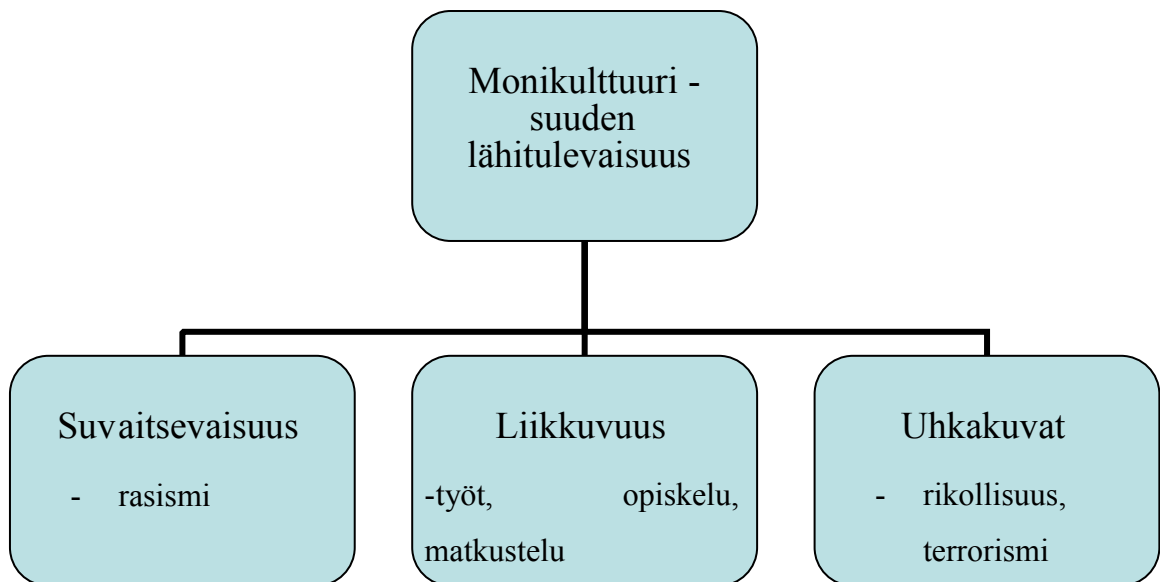 Monikulttuuri -
suuden
lähitulevaisuus
Suvaitsevaisuus
- rasismi
Liikkuvuus
-työt, opiskelu,
matkustelu
Uhkakuvat
- rikollisuus,
terrorismi